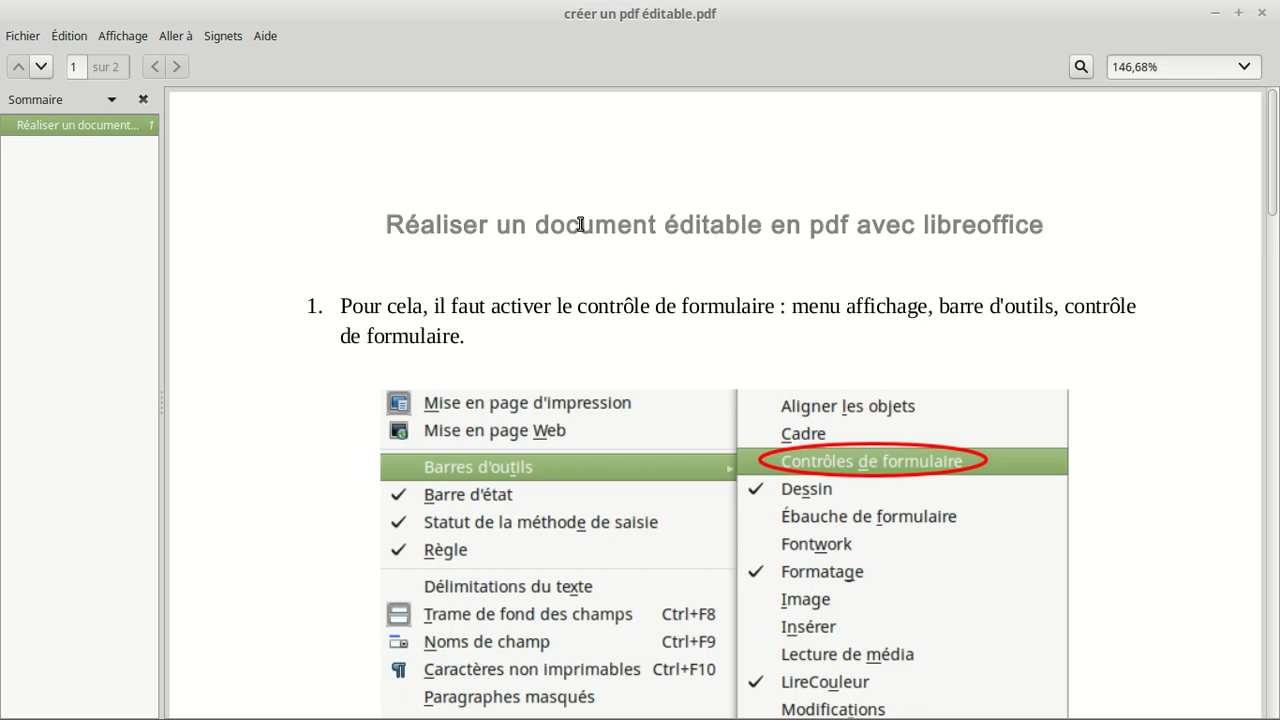 créer un pdf éditable.pdf
Fichier Édition Affichage Aller à Signets Aide
1 sur 2 146,68%
Sommaire
Réaliser un document... 1
Réaliser un document éditable en pdf avec libreoffice
1. Pour cela, il faut activer le contrôle de formulaire : menu affichage, barre d'outils, contrôle
de formulaire.
Mise en page d'impression
Mise en page Web
Barres d'outils
Barre d'état
Statut de la méthode de saisie
Règle
Délimitations du texte
Trame de fond des champs Ctrl+F8
Noms de champ Ctrl+F9
Caractères non imprimables Ctrl+F10
Paragraphes masqués
Aligner les objets
Cadre
Contrôles de formulaire
Dessin
Ébauche de formulaire
Fontwork
Formatage
Image
Insérer
Lecture de média
LireCouleur
Modifications